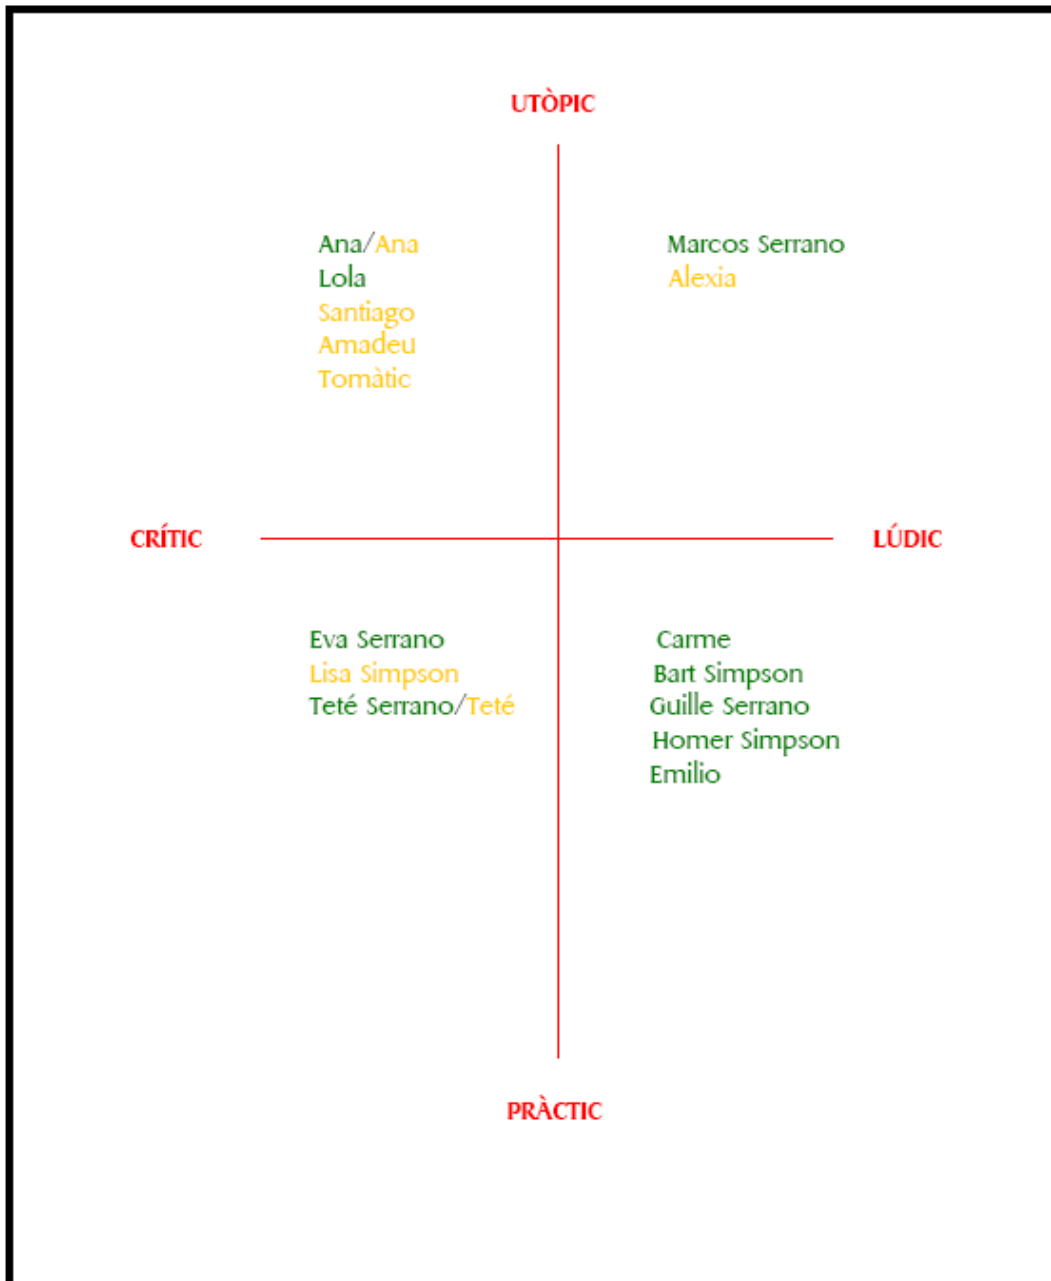 UTÒPIC
Ana/Ana
Lola
Santiago
Amadeu
Tomàtic
Marcos Serrano
Alexia
CRÍTIC
LÚDIC
Eva Serrano
Lisa Simpson
Teté Serrano/Teté
Carme
Bart Simpson
Guille Serrano
Homer Simpson
Emilio
PRÀCTIC